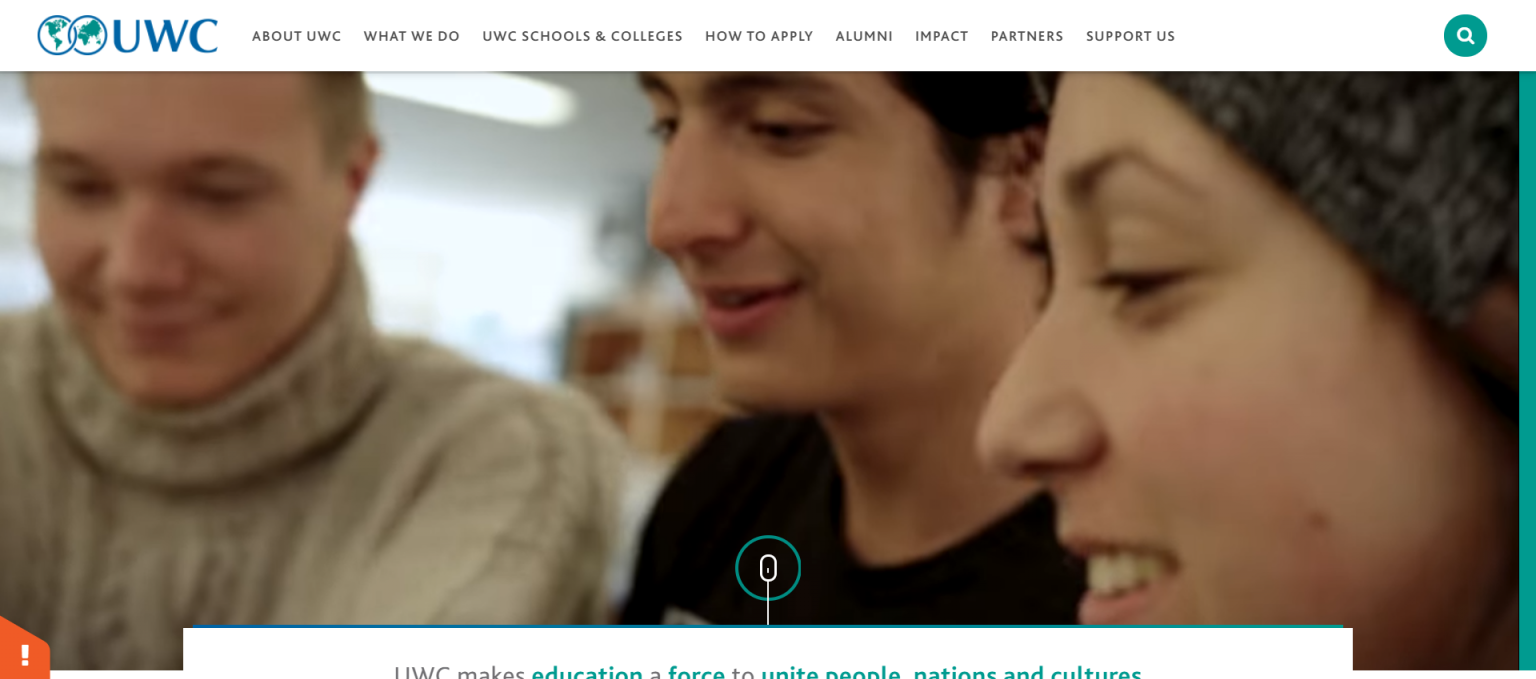 UWC
ABOUT UWC WHAT WE DO UWC SCHOOLS & COLLEGES HOW TO APPLY ALUMNI IMPACT PARTNERS SUPPORT US
!
UWC makes education a force to unite people, nations and cultures